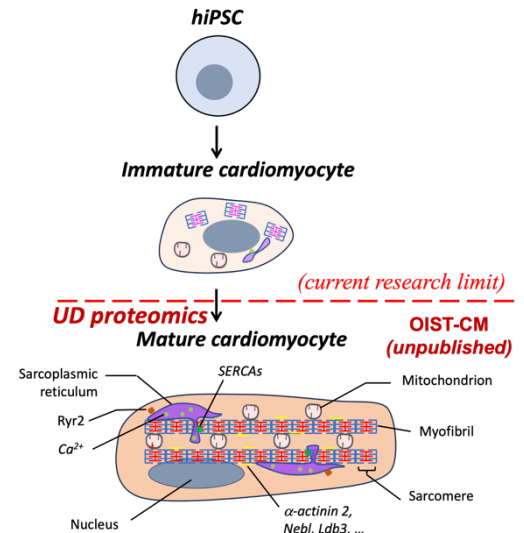 hiPSC
Immature cardiomyocyte
(current research limit)
UD proteomics
Mature cardiomyocyte
OIST-CM
(unpublished)
Sarcoplasmic
reticulum
SERCAs
Mitochondrion
Ryr2
Ca²⁺
Myofibril
Sarcomere
Nucleus
α-actinin 2,
Nebl, Ldb3, ...